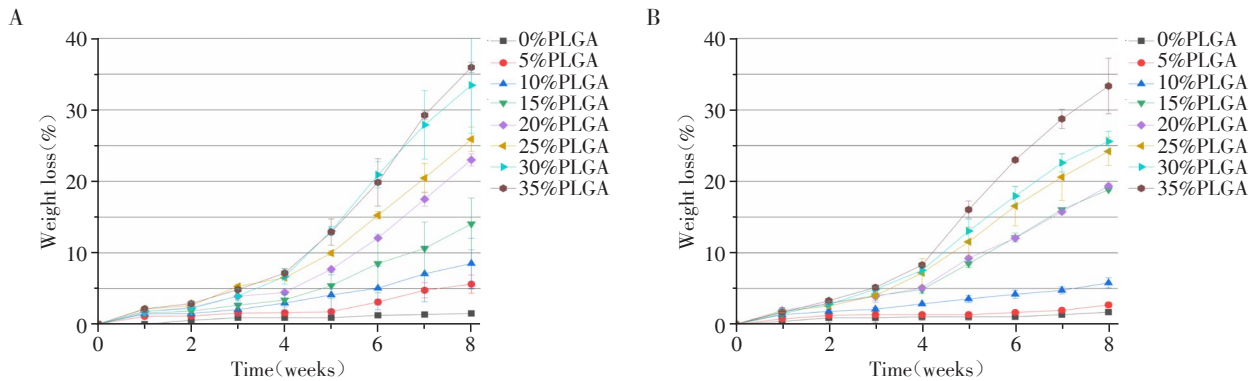 A
Weight loss(%)
40
30
20
10
0
0 2 4 6 8
Time(weeks)
0%PLGA
5%PLGA
10%PLGA
15%PLGA
20%PLGA
25%PLGA
30%PLGA
35%PLGA
B
Weight loss(%)
40
30
20
10
0
0 2 4 6 8
Time(weeks)
0%PLGA
5%PLGA
10%PLGA
15%PLGA
20%PLGA
25%PLGA
30%PLGA
35%PLGA